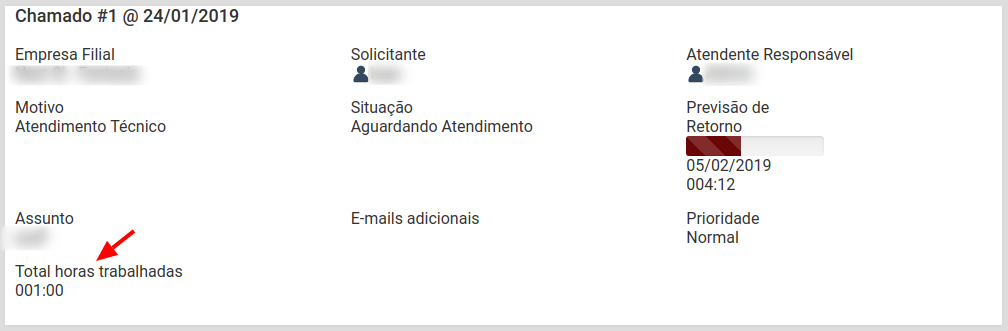 Chamado #1 @ 24/01/2019
Empresa Filial
Solicitante
Atendente Responsável
Motivo
Atendimento Técnico
Situação
Aguardando Atendimento
Previsão de
Retorno
05/02/2019
004:12
Assunto
E-mails adicionais
Prioridade
Normal
Total horas trabalhadas
001:00